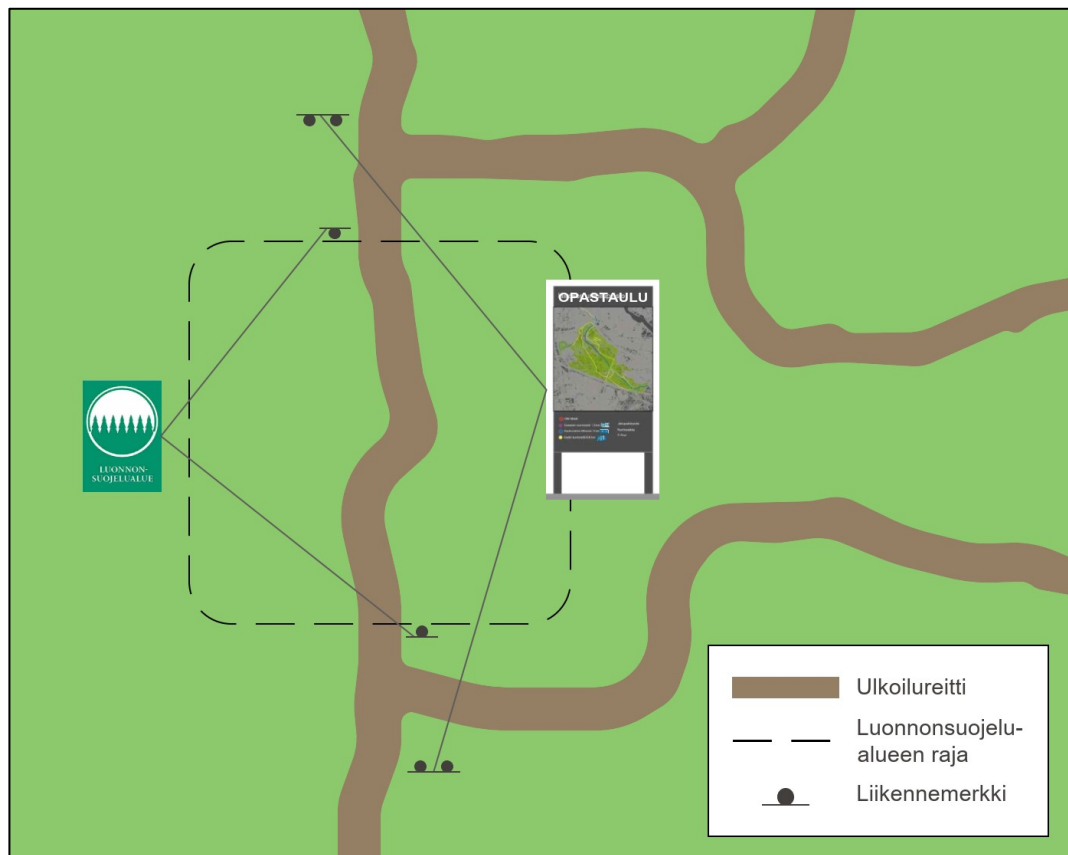 OPASTAULU
LUONNON-
SUOJELUALUE
Ulkoilureitti
Luonnonsuojelu-
alueen raja
Liikennemerkki